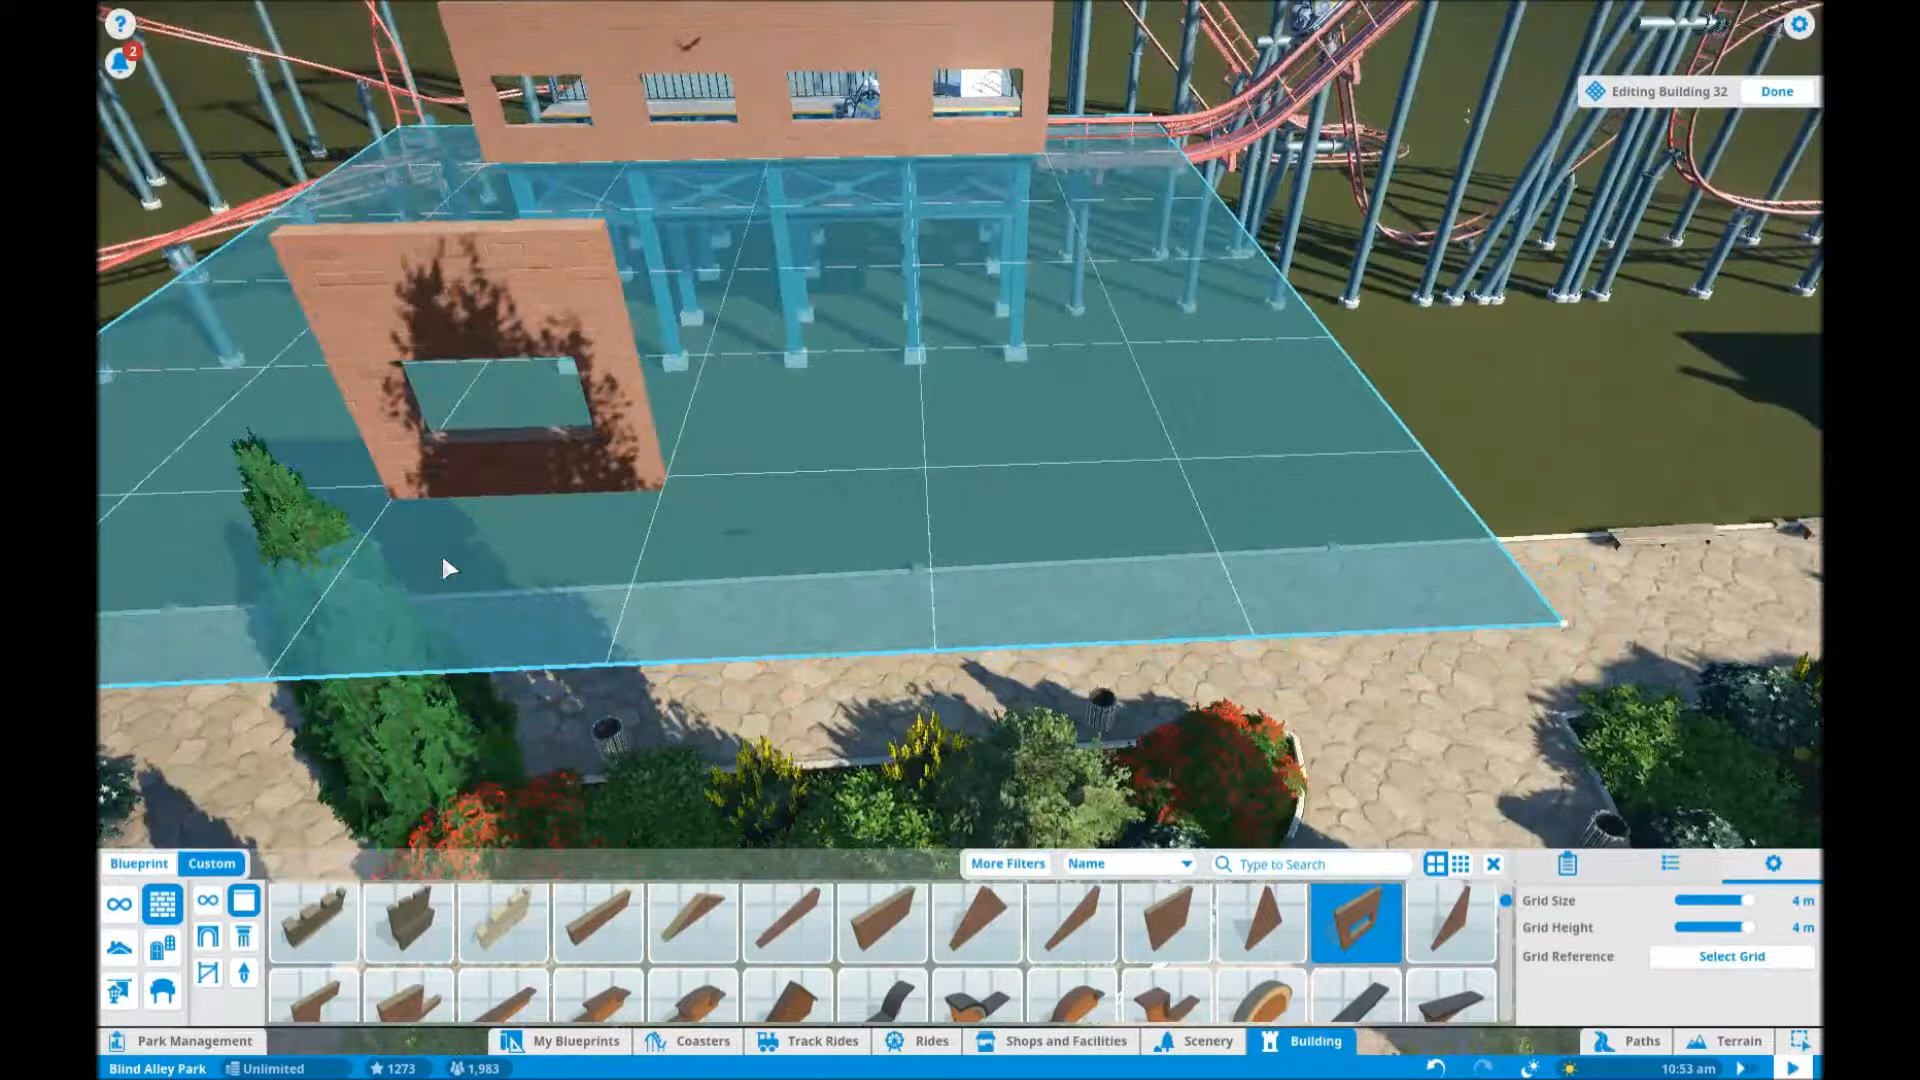 ?
2
Editing Building 32
Done
Blueprint
Custom
More Filters
Name
Type to Search
Grid Size
4 m
Grid Height
4 m
Grid Reference
Select Grid
Park Management
My Blueprints
Coasters
Track Rides
Rides
Shops and Facilities
Scenery
Building
Paths
Terrain
Blind Alley Park
Unlimited
1273
1,983
10:53 am